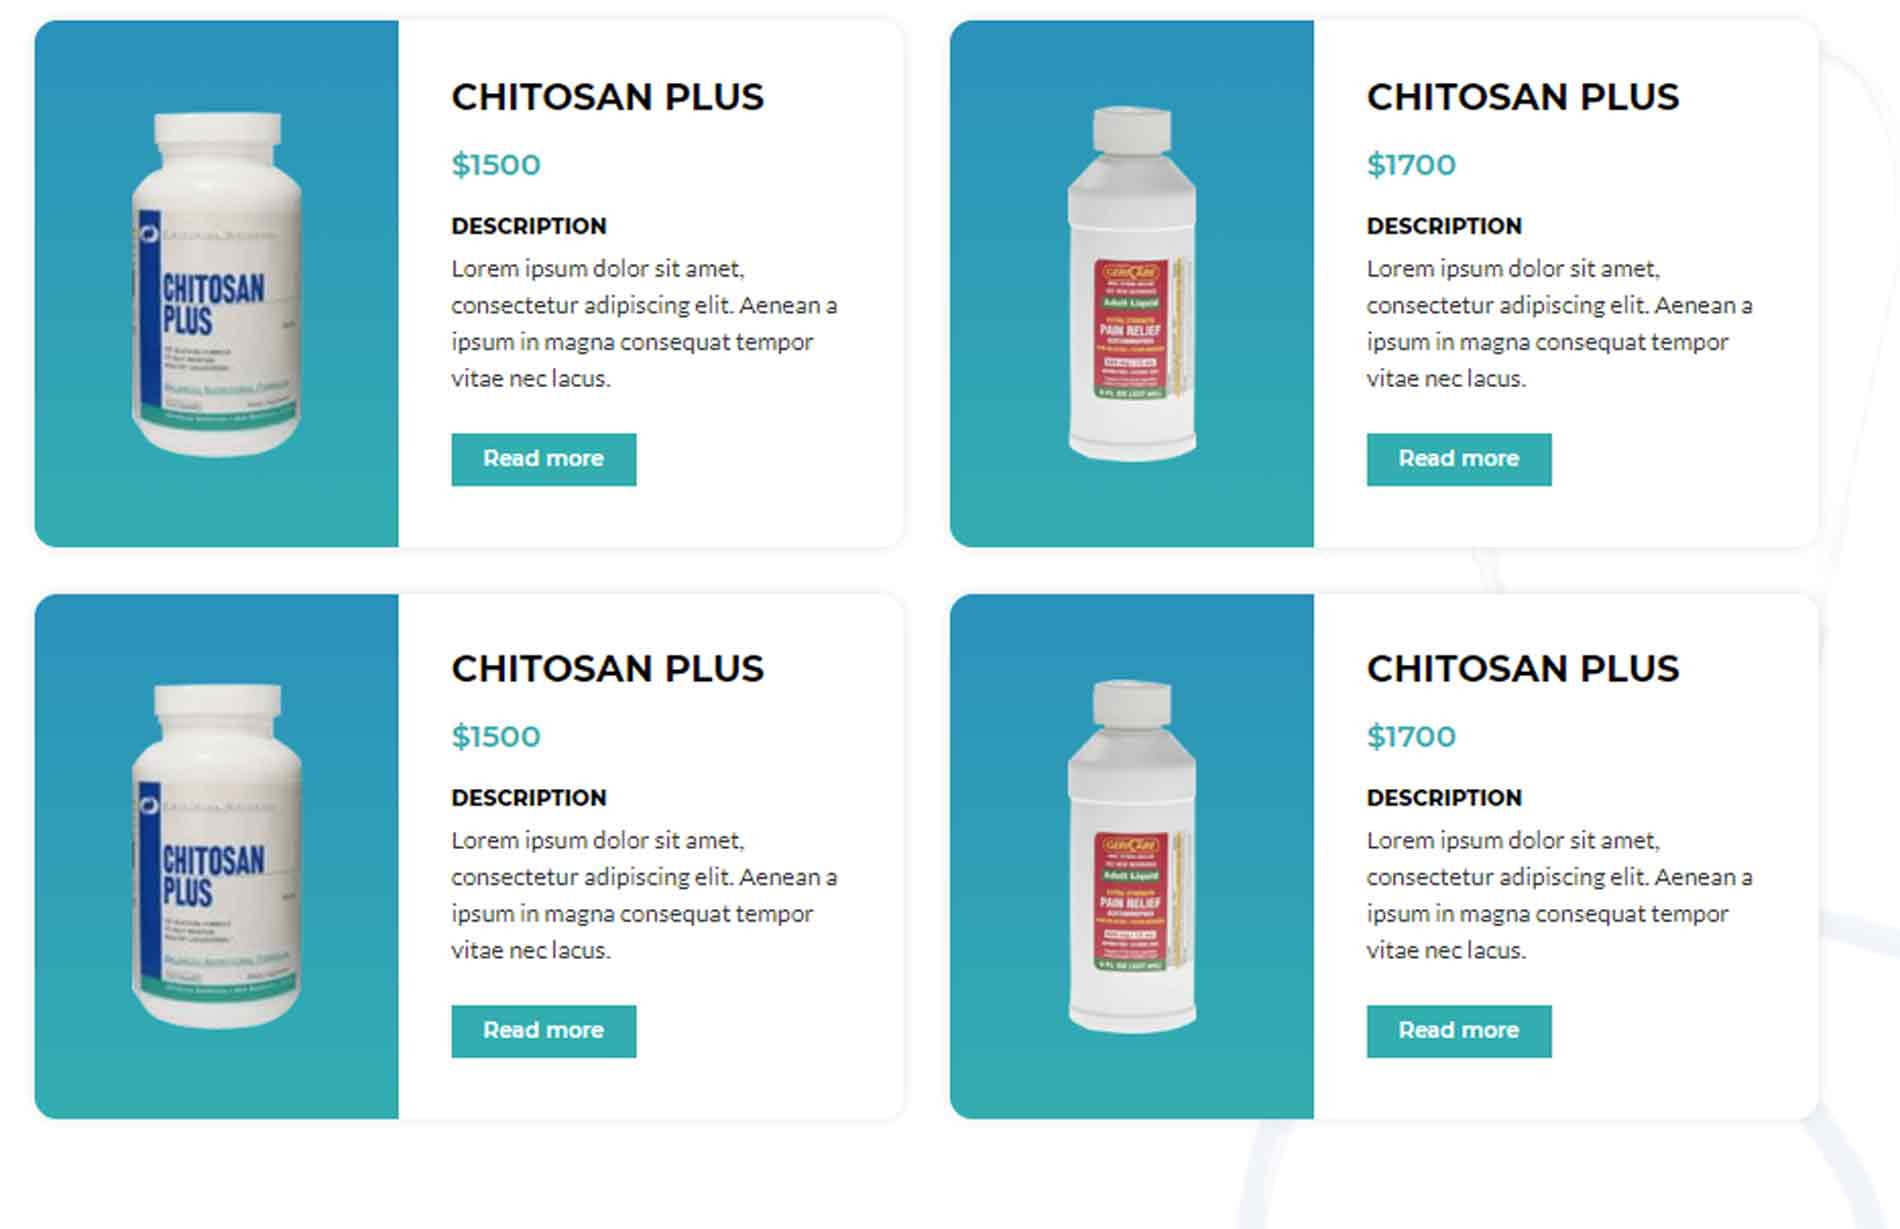 CHITOSAN PLUS
$1500
DESCRIPTION
Lorem ipsum dolor sit amet,
consectetur adipiscing elit. Aenean a
ipsum in magna consequat tempor
vitae nec lacus.
Read more
CHITOSAN
PLUS
CHITOSAN PLUS
$1700
DESCRIPTION
Lorem ipsum dolor sit amet,
consectetur adipiscing elit. Aenean a
ipsum in magna consequat tempor
vitae nec lacus.
Read more
GERICARE
Adult Liquid
PAIN RELIEF
CHITOSAN PLUS
$1500
DESCRIPTION
Lorem ipsum dolor sit amet,
consectetur adipiscing elit. Aenean a
ipsum in magna consequat tempor
vitae nec lacus.
Read more
CHITOSAN
PLUS
CHITOSAN PLUS
$1700
DESCRIPTION
Lorem ipsum dolor sit amet,
consectetur adipiscing elit. Aenean a
ipsum in magna consequat tempor
vitae nec lacus.
Read more
GERICARE
Adult Liquid
PAIN RELIEF